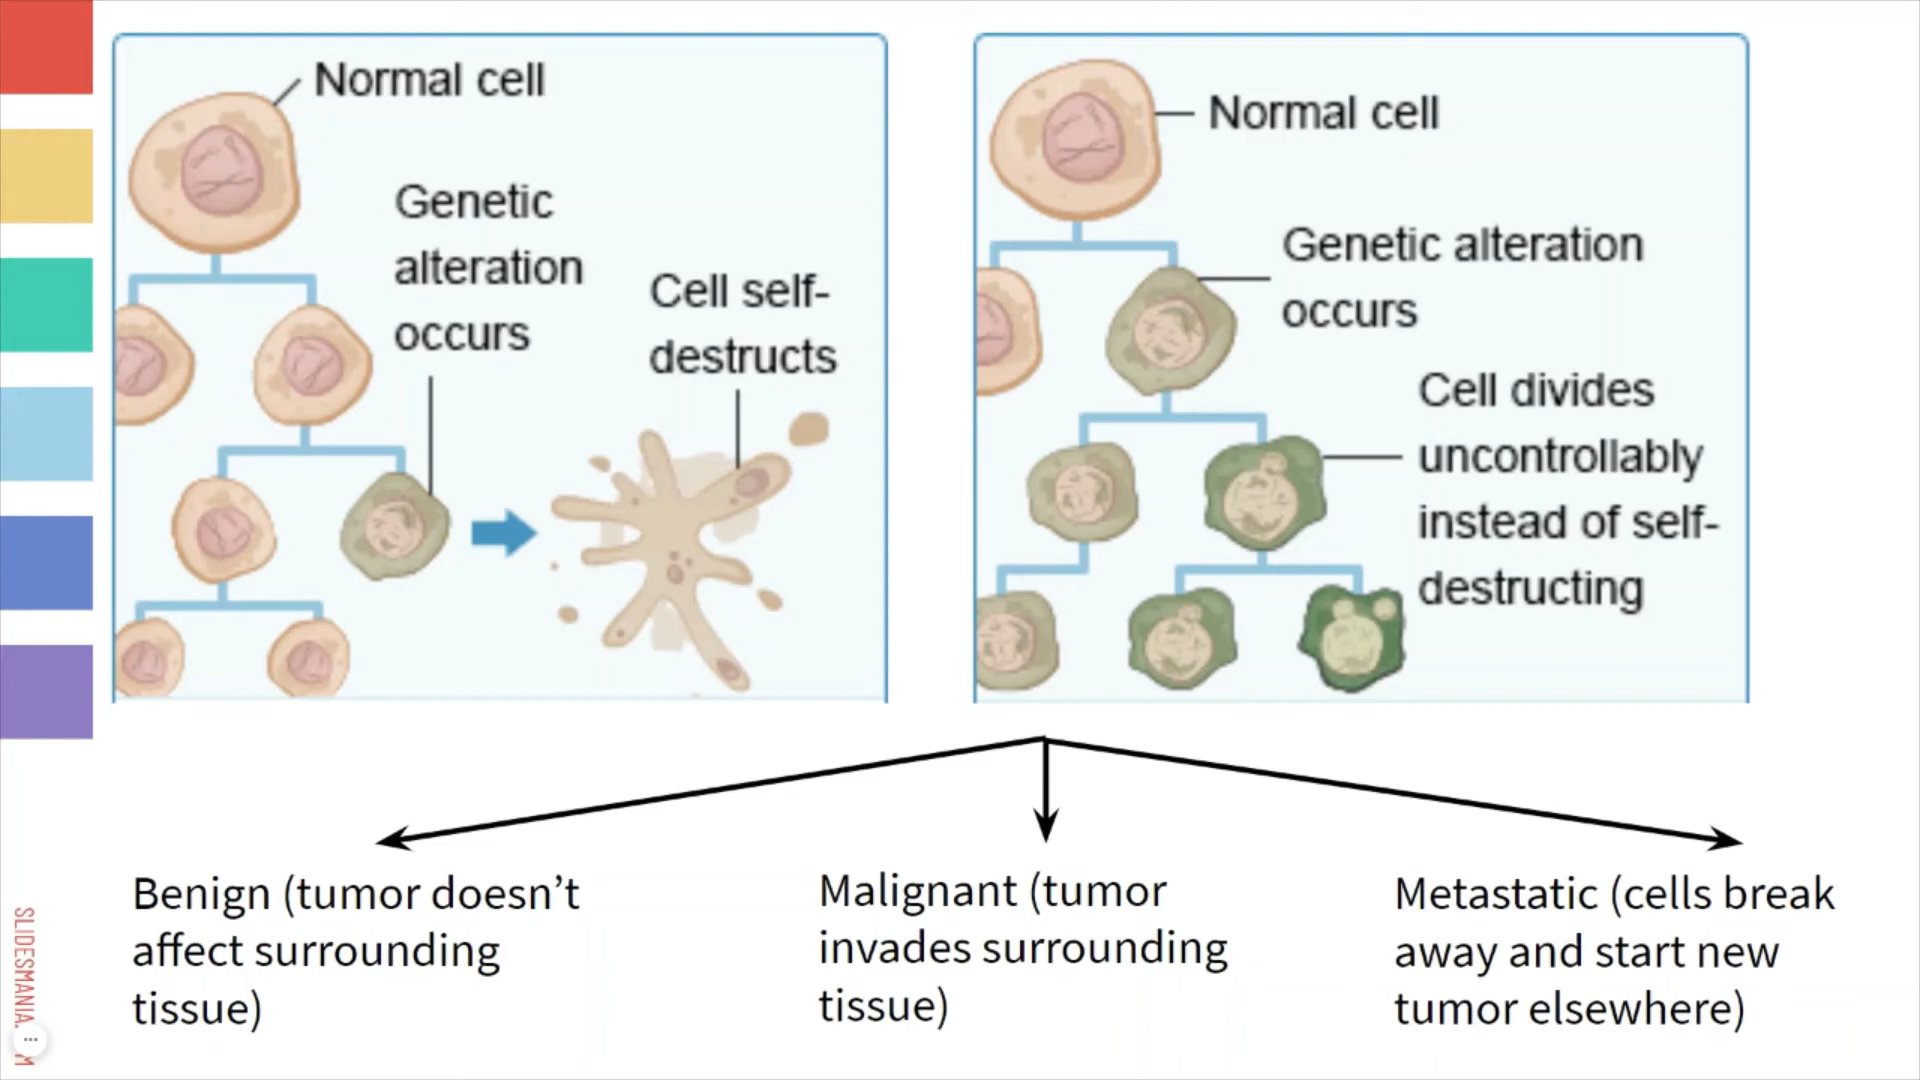 Normal cell
Genetic
alteration
occurs
Cell self-
destructs
Normal cell
Genetic alteration
occurs
Cell divides
uncontrollably
instead of self-
destructing
Benign (tumor doesn’t
affect surrounding
tissue)
Malignant (tumor
invades surrounding
tissue)
Metastatic (cells break
away and start new
tumor elsewhere)